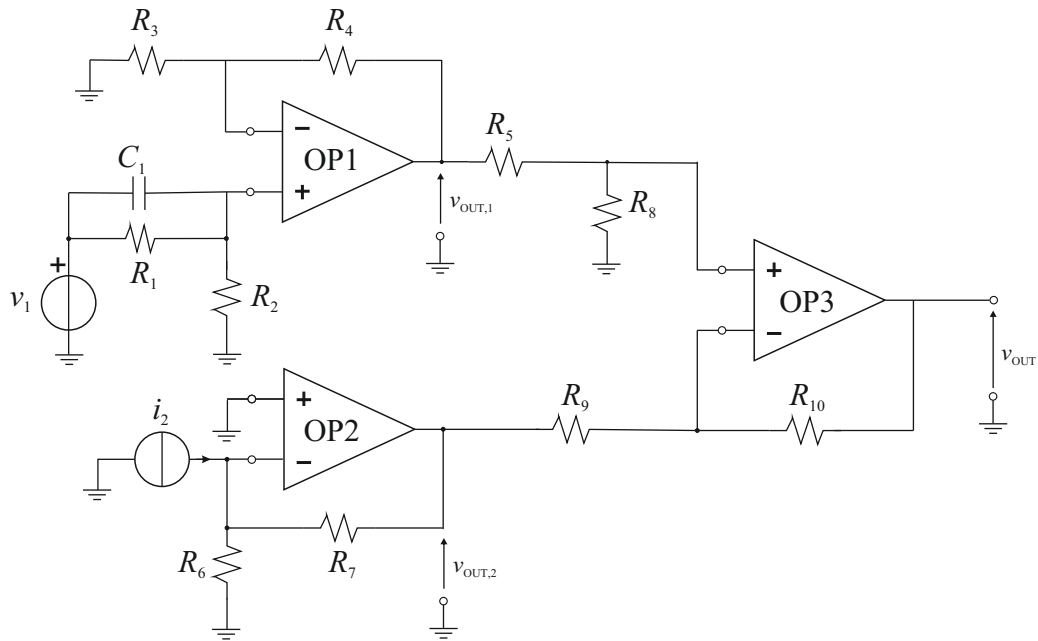 R3
R4
−
OP1
+
C1
R1
+
v1
R2
R5
vOUT,1
R8
+
OP3
−
vOUT
i2
+
OP2
−
R9
R10
R6
R7
vOUT,2